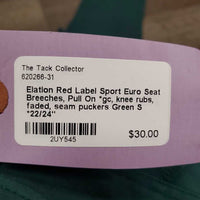 The Tack Collector
620266-31
Elation Red Label Sport Euro Seat
Breeches, Pull On *gc, knee rubs,
faded, seam puckers Green S
*22/24"
2UY545
$30.00